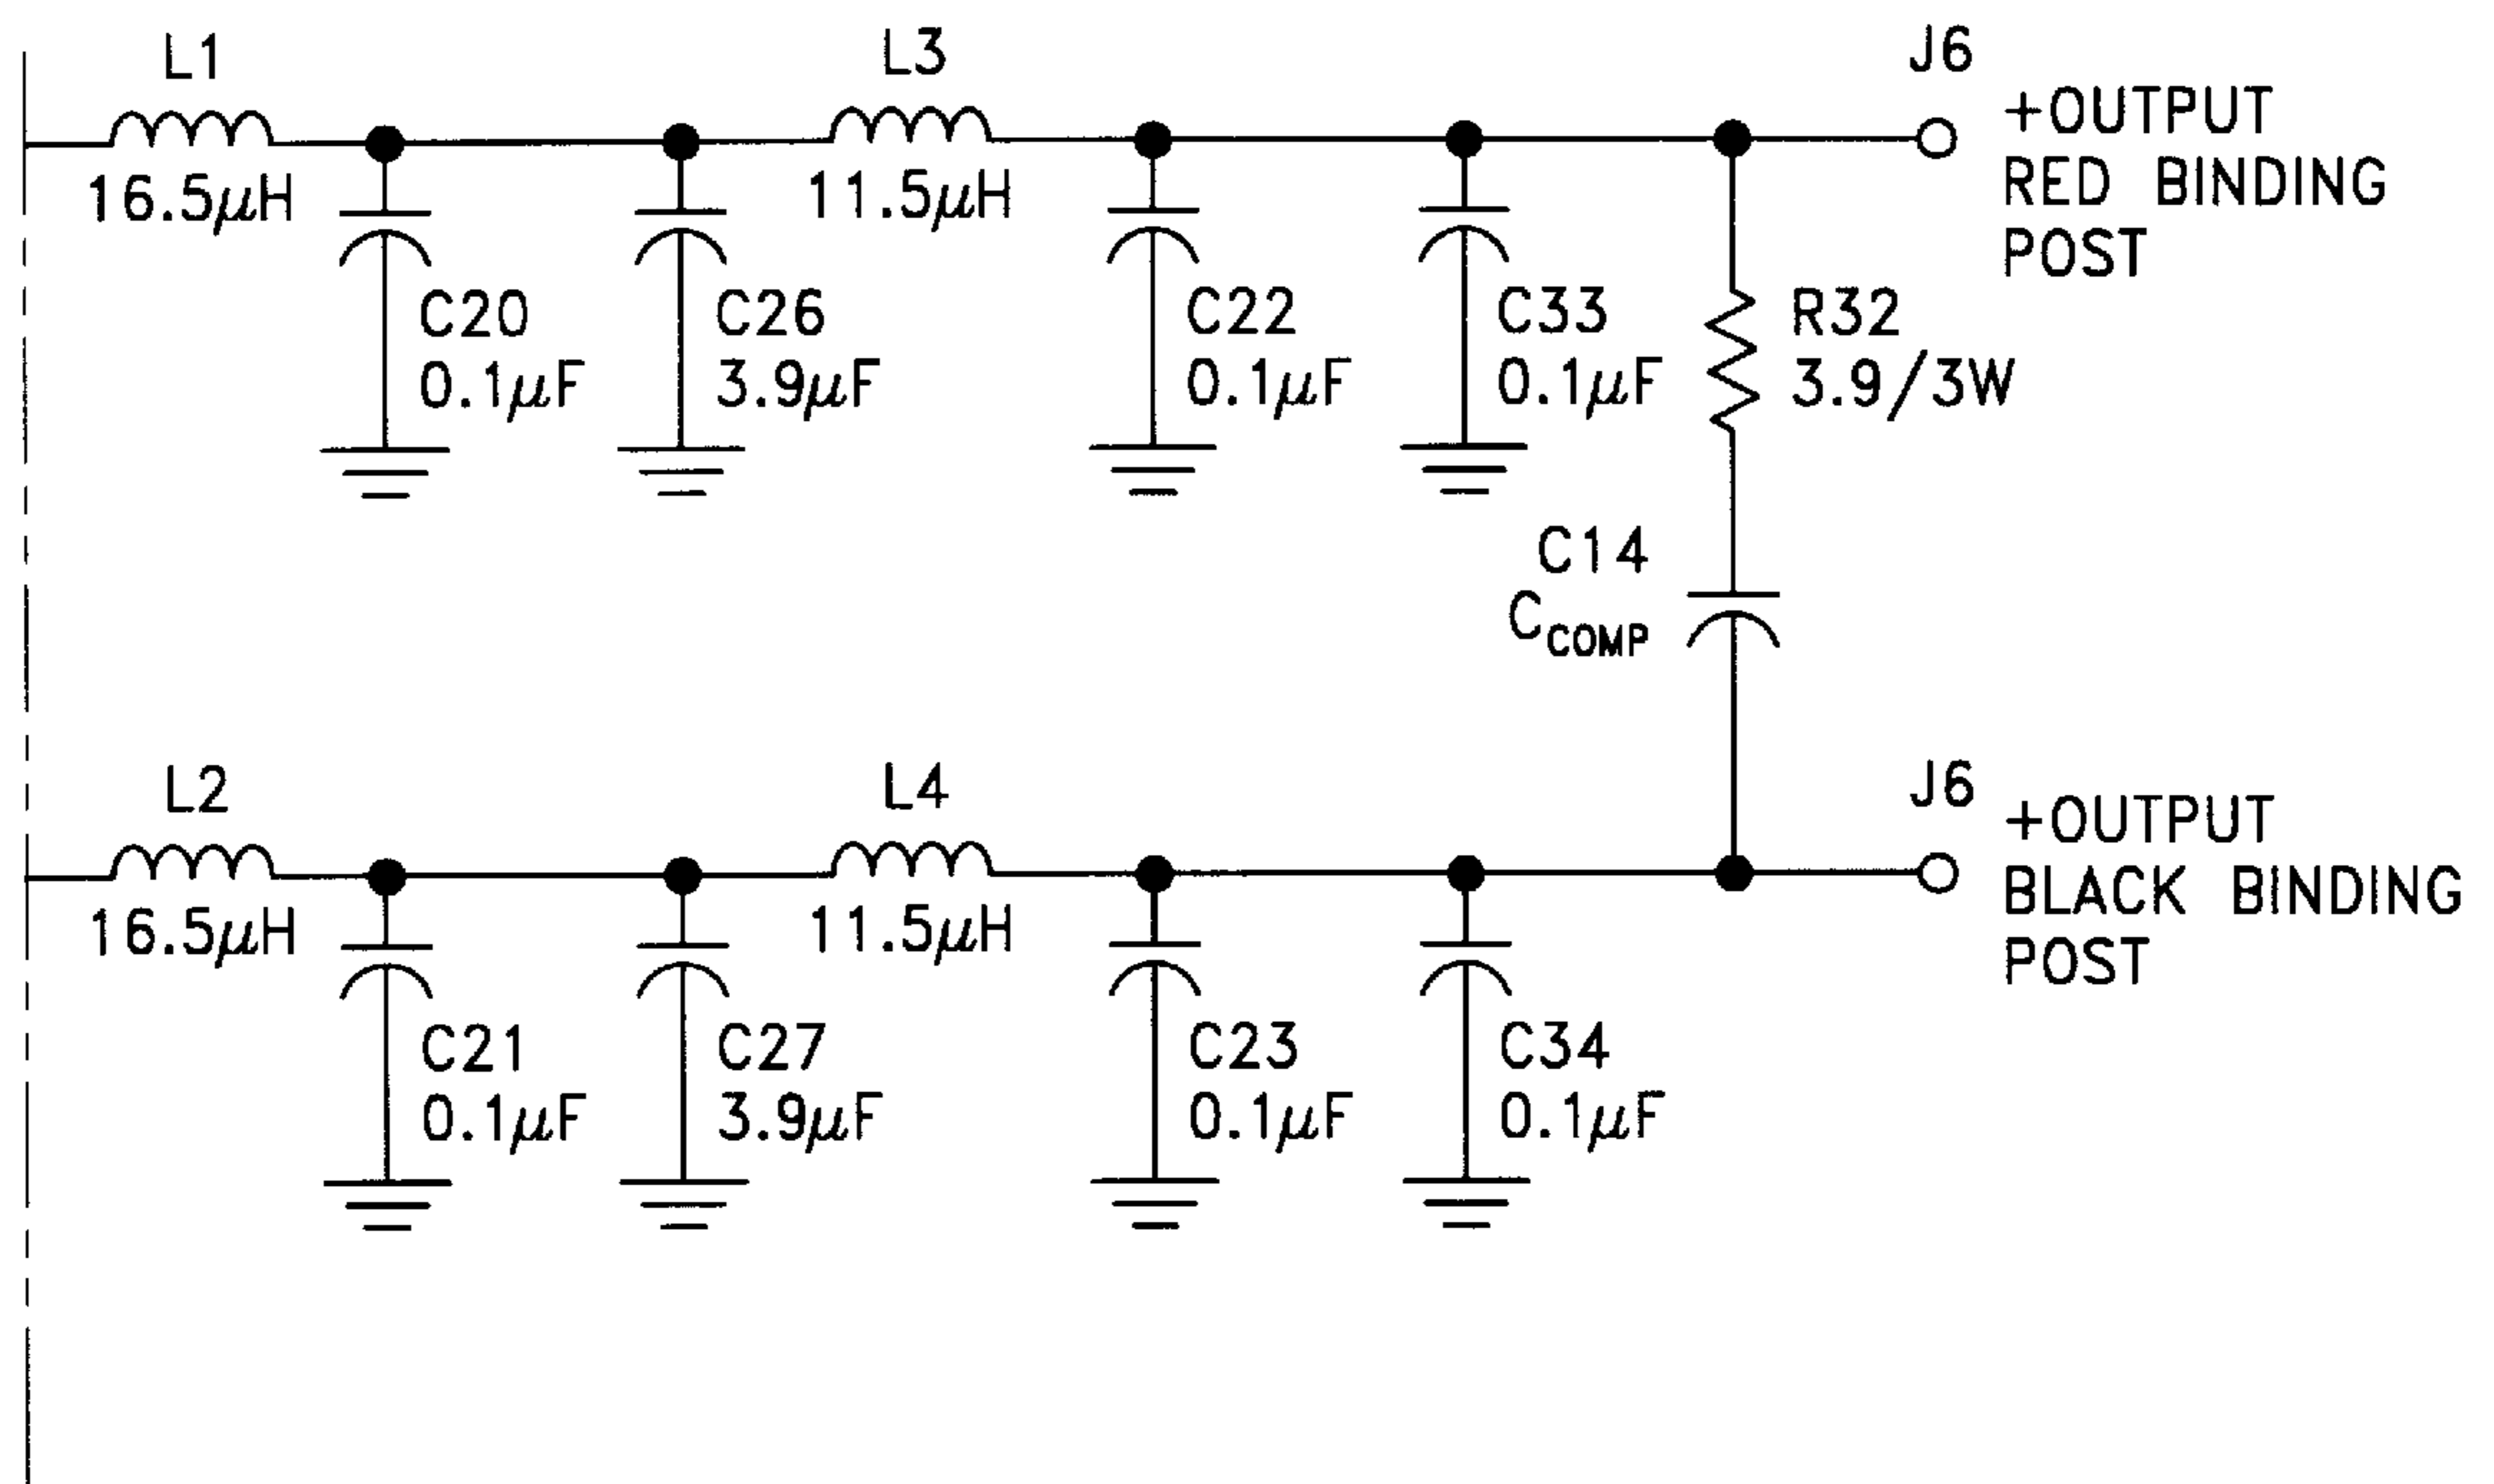 L1
L3
J6
+OUTPUT
RED BINDING
POST
16.5μH
11.5μH
C20
0.1μF
C26
3.9μF
C22
0.1μF
C33
0.1μF
R32
3.9/3W
C14
CCOMP
L2
L4
J6
+OUTPUT
BLACK BINDING
POST
16.5μH
11.5μH
C21
0.1μF
C27
3.9μF
C23
0.1μF
C34
0.1μF